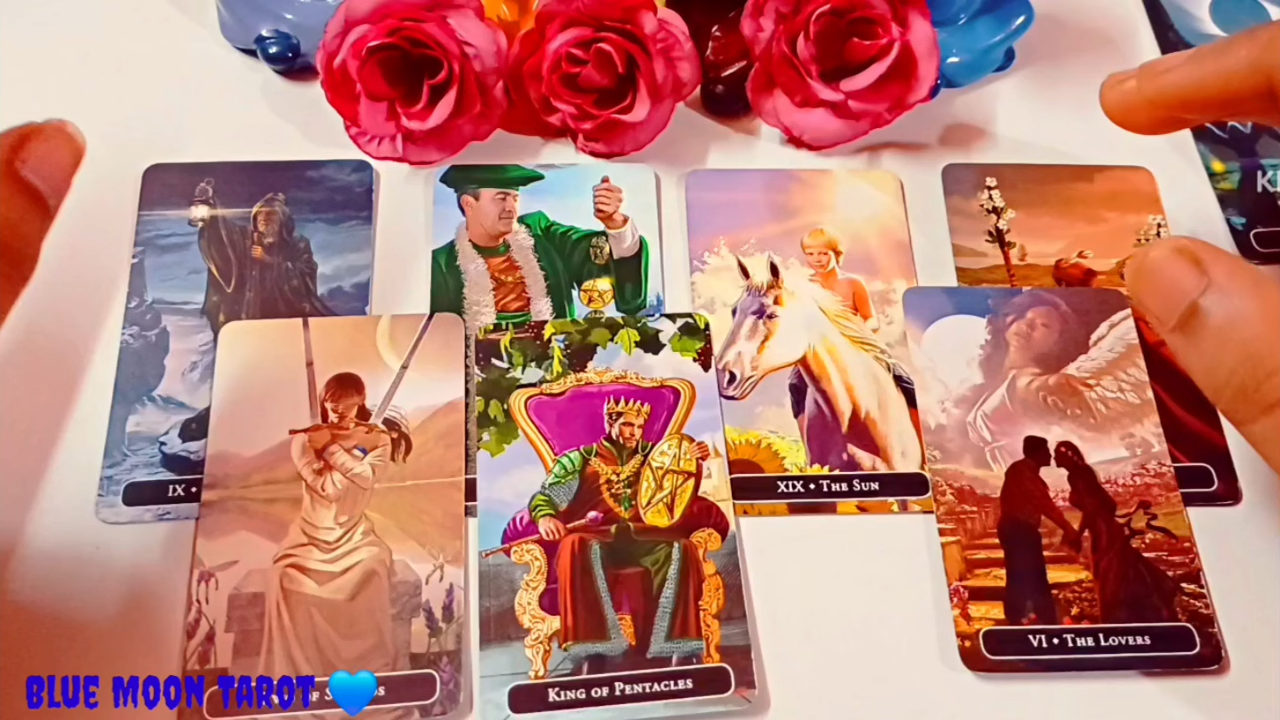 IX
XIX ♦ THE SUN
VI ♦ THE LOVERS
KING OF PENTACLES
BLUE MOON TAROT 💙